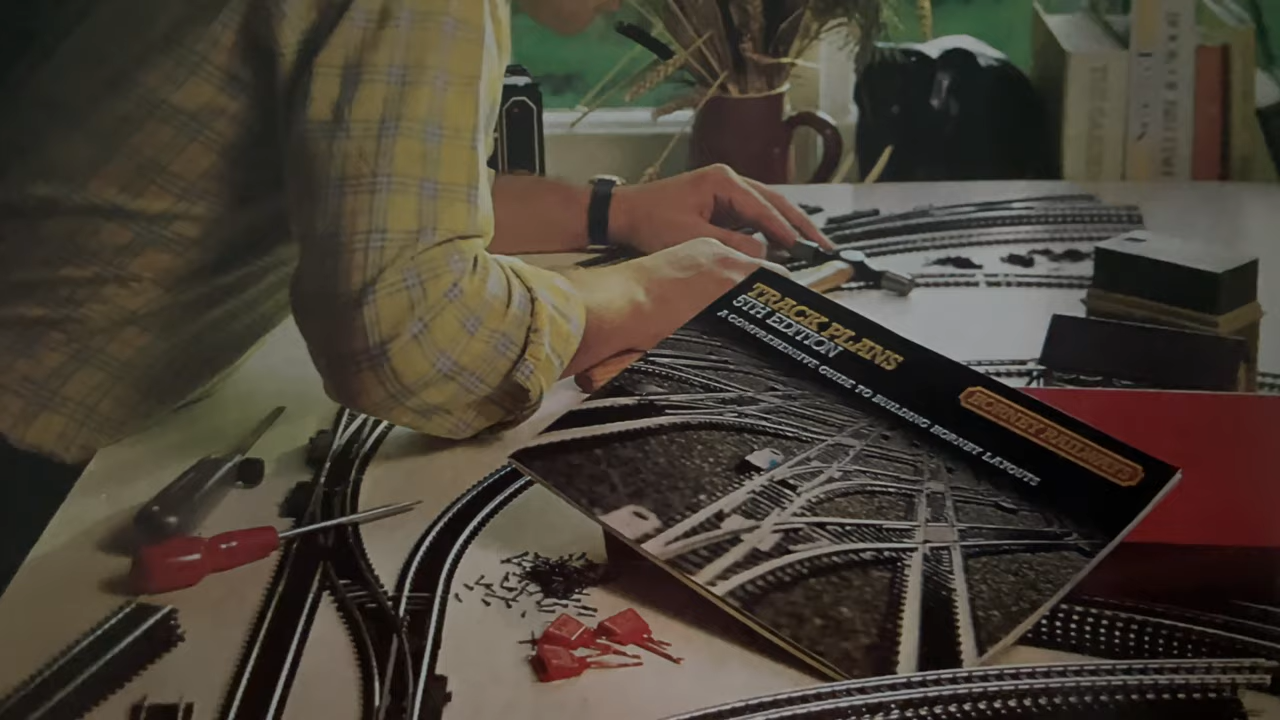 TRACK PLANS
5TH EDITION
A COMPREHENSIVE GUIDE TO BUILDING HORNBY LAYOUTS
HORNBY RAILWAYS